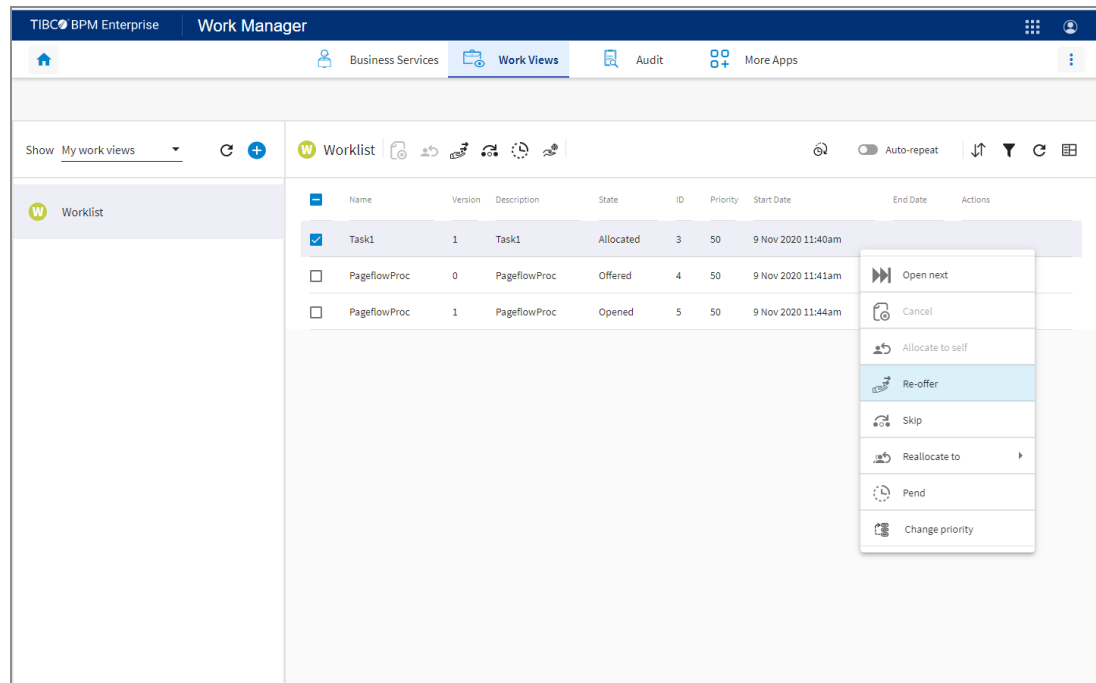 TIBCO BPM Enterprise Work Manager
Business Services Work Views Audit More Apps
Show My work views W Worklist Auto-repeat
W Worklist
Name Version Description State ID Priority Start Date End Date Actions
Task1 1 Task1 Allocated 3 50 9 Nov 2020 11:40am
PageflowProc 0 PageflowProc Offered 4 50 9 Nov 2020 11:41am
PageflowProc 1 PageflowProc Opened 5 50 9 Nov 2020 11:44am
Open next
Cancel
Allocate to self
Re-offer
Skip
Reallocate to
Pend
Change priority